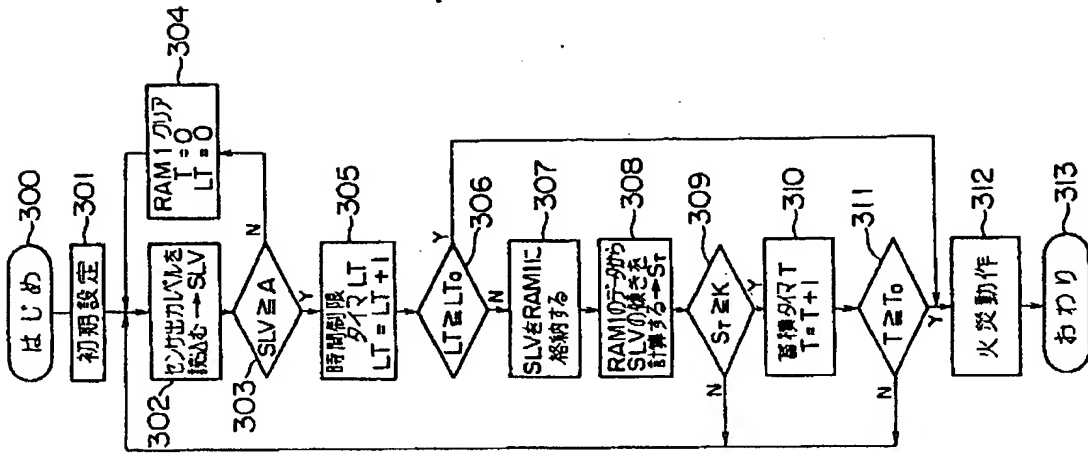 はじめ
300
初期設定
301
センサ出力レベルを
読込む→SLV
302
SLV≧A
303
N
Y
RAM1クリア
T=0
LT=0
304
時間制限
タイマLT
LT=LT+1
305
LT≧LT0
306
Y
N
SLVをRAM1に
格納する
307
RAM1のデータから
SLVの傾きを
計算する→ST
308
ST≧K
309
N
Y
蓄積タイマT
T=T+1
310
T≧T0
311
N
Y
火災動作
312
おわり
313